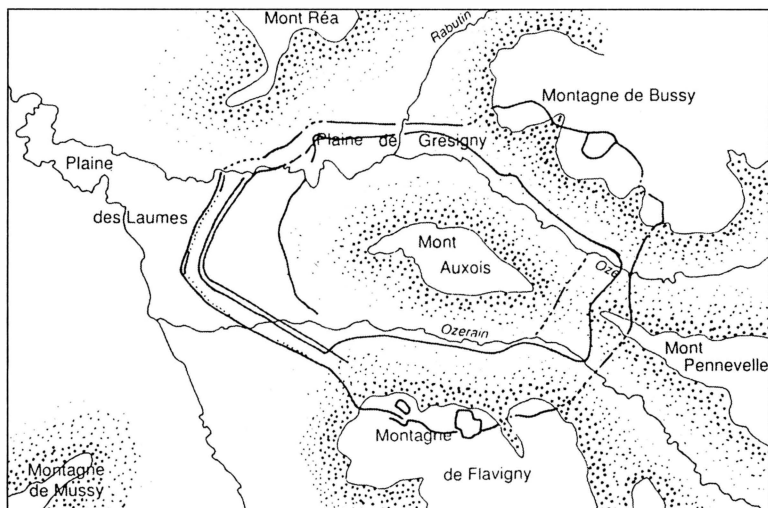 Mont Réa
Rabutin
Montagne de Bussy
Plaine de Gresigny
Plaine
des Laumes
Mont
Auxois
Oze
Ozerain
Mont
Pennevelle
Montagne
de Flavigny
Montagne
de Mussy